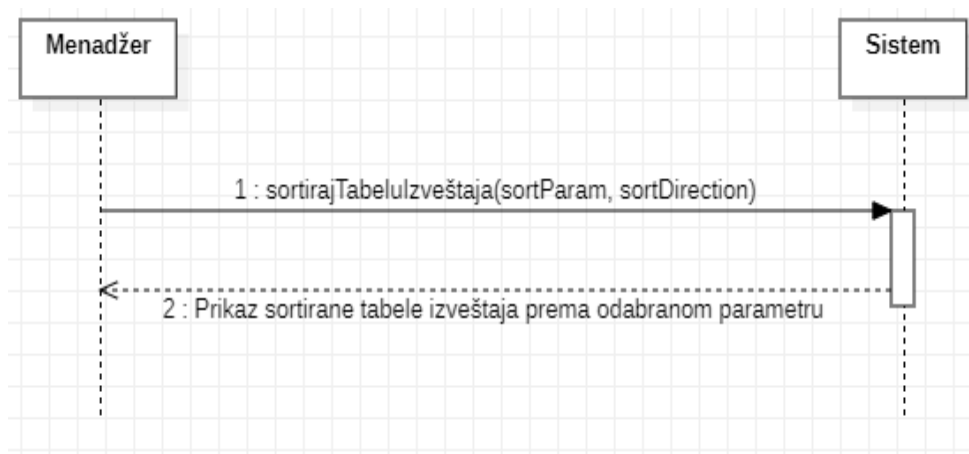 Menadžer
Sistem
1 : sortirajTabeluIzveštaja(sortParam, sortDirection)
2 : Prikaz sortirane tabele izveštaja prema odabranom parametru